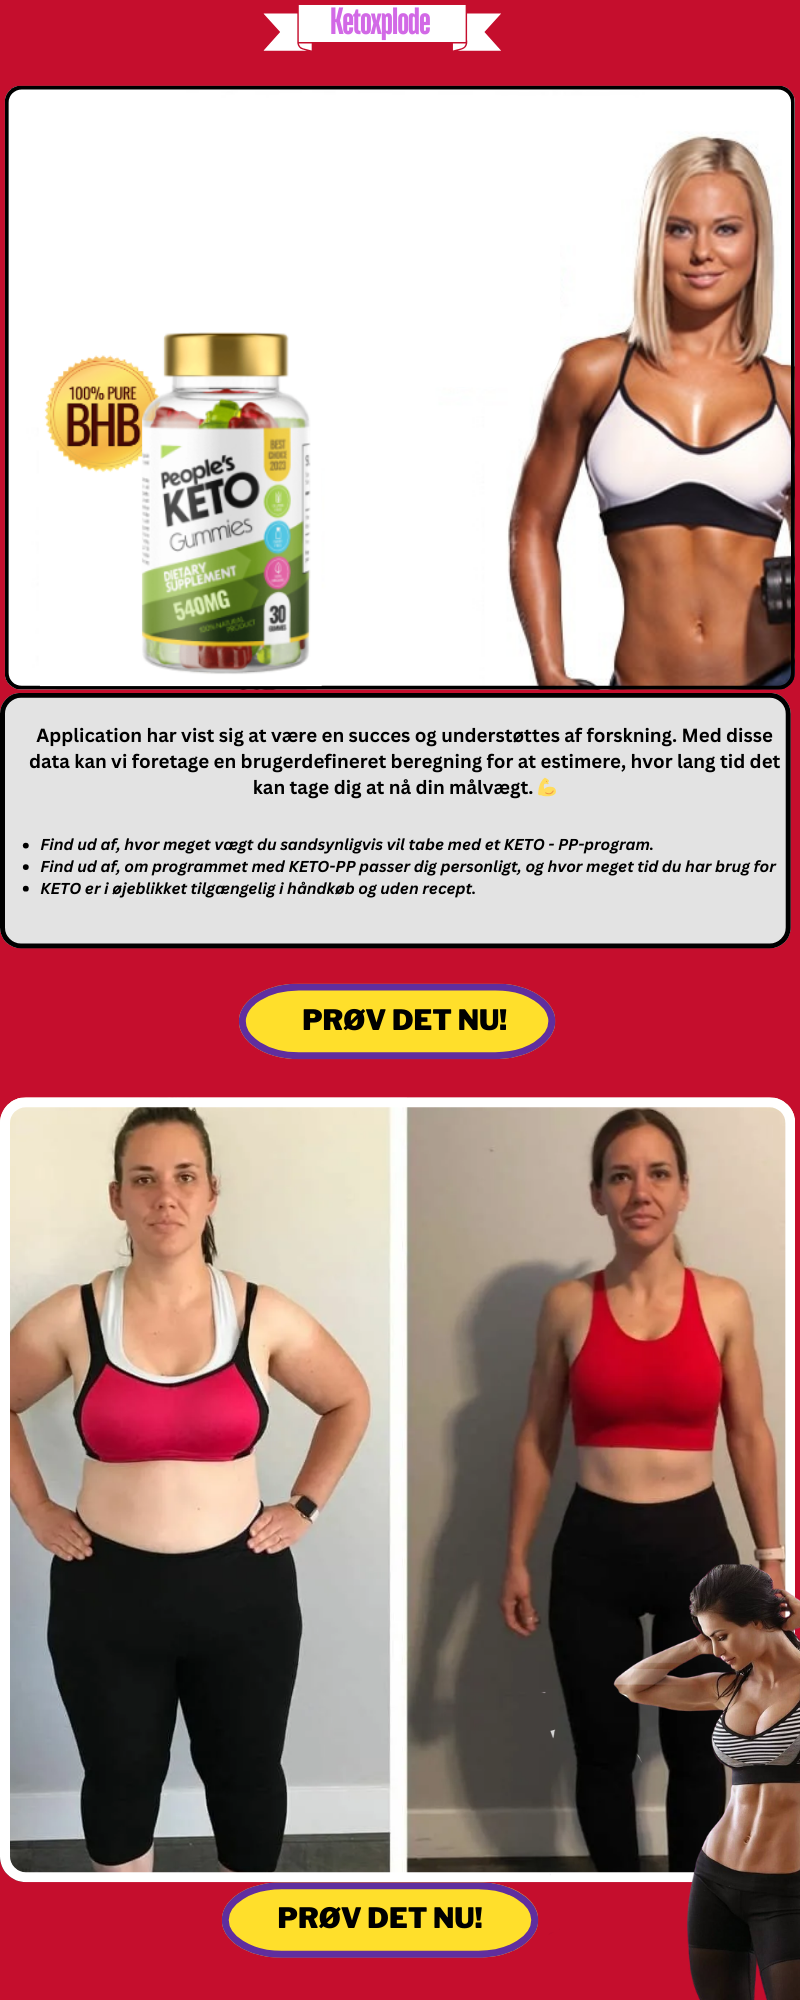 Ketoxplode
100% PURE
BHB
People's
KETO
Gummies
DIETARY
SUPPLEMENT
540MG
100% NATURAL
PRODUCT
BEST
CHOICE
2023
30
GUMMIES
Application har vist sig at være en succes og understøttes af forskning. Med disse
data kan vi foretage en brugerdefineret beregning for at estimere, hvor lang tid det
kan tage dig at nå din målvægt. 💪
• Find ud af, hvor meget vægt du sandsynligvis vil tabe med et KETO - PP-program.
• Find ud af, om programmet med KETO-PP passer dig personligt, og hvor meget tid du har brug for
• KETO er i øjeblikket tilgængelig i håndkøb og uden recept.
PRØV DET NU!
PRØV DET NU!